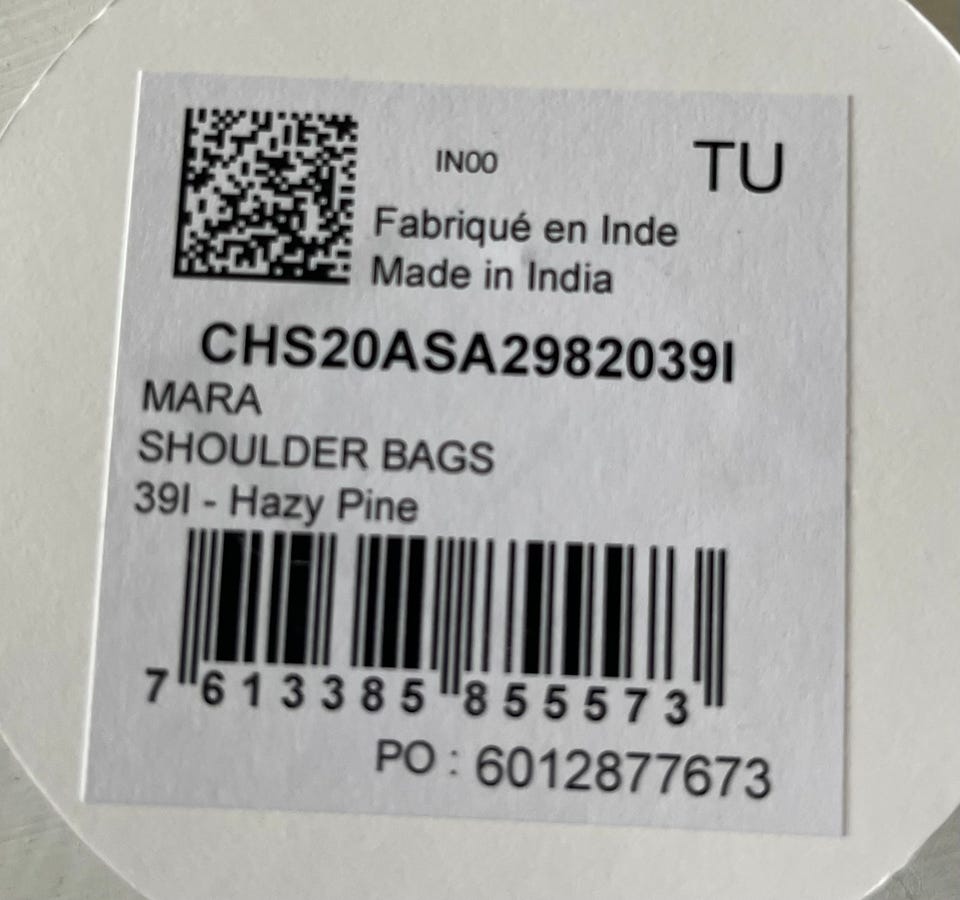 IN00
TU
Fabriqué en Inde
Made in India
CHS20ASA2982039I
MARA
SHOULDER BAGS
39I - Hazy Pine
7 613385 855573
PO : 6012877673